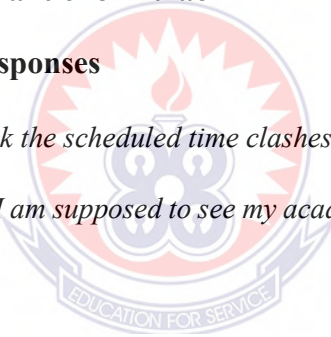 sponses
k the scheduled time clashes
I am supposed to see my acad
EDUCATION FOR SERVICE